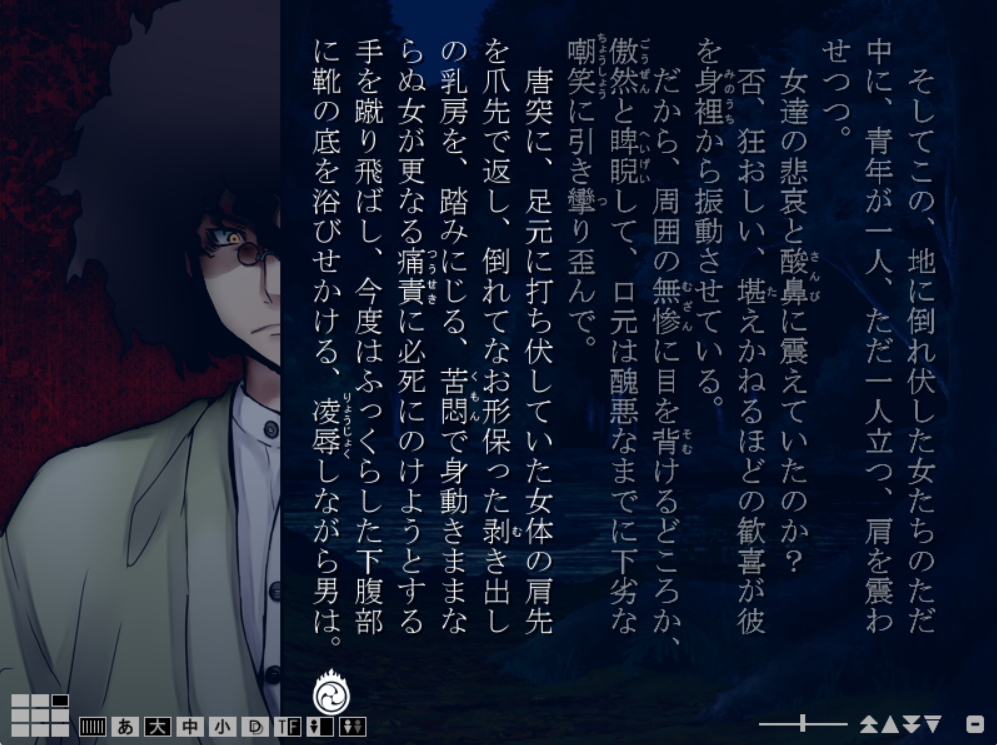 そしてこの、地に倒れ伏した女たちのただ
中に、青年が一人、ただ一人立つ、肩を震わ
せつつ。
女達の悲哀と酸鼻に震えていたのか？
否、狂おしい、堪えかねるほどの歓喜が彼
を身裡から振動させている。
だから、周囲の無惨に目を背けるどころか、
傲然と睥睨して、口元は醜悪なまでに下劣な
嘲笑に引き攣り歪んで。
唐突に、足元に打ち伏していた女体の肩先
を爪先で返し、倒れてなお形保った剥き出し
の乳房を、踏みにじる、苦悶で身動きままな
らぬ女が更なる痛責に必死にのけようとする
手を蹴り飛ばし、今度はふっくらした下腹部
に靴の底を浴びせかける、凌辱しながら男は。
あ
大
中
小
D
TF